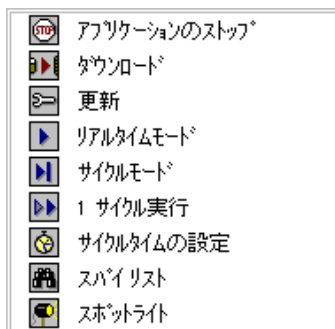 STOP
ｱﾌﾟﾘｹｰｼｮﾝのｽﾄｯﾌﾟ
ﾀﾞｳﾝﾛｰﾄﾞ
更新
ﾘｱﾙﾀｲﾑﾓｰﾄﾞ
ｻｲｸﾙﾓｰﾄﾞ
1 ｻｲｸﾙ実行
ｻｲｸﾙﾀｲﾑの設定
ｽﾊﾟｲ ﾘｽﾄ
ｽﾎﾟｯﾄﾗｲﾄ